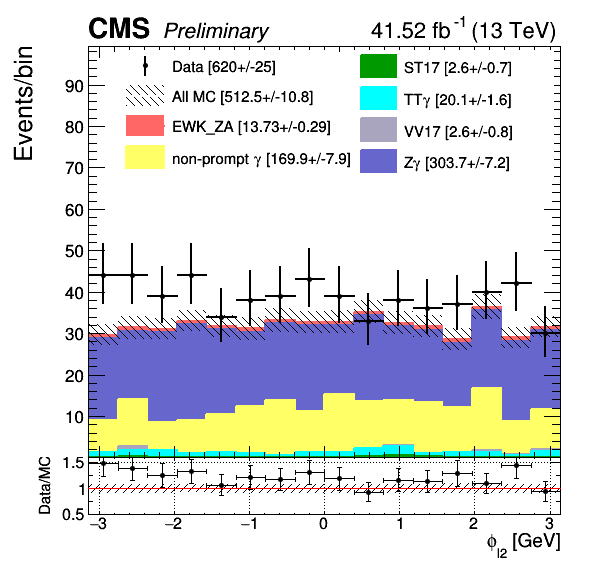 CMS Preliminary 41.52 fb⁻¹ (13 TeV)
Events/bin
Data [620+/-25]
All MC [512.5+/-10.8]
EWK_ZA [13.73+/-0.29]
non-prompt γ [169.9+/-7.9]
ST17 [2.6+/-0.7]
TTγ [20.1+/-1.6]
VV17 [2.6+/-0.8]
Zγ [303.7+/-7.2]
90
80
70
60
50
40
30
20
10
Data/MC
1.5
1
0.5
−3 −2 −1 0 1 2 3
ϕ_l2 [GeV]